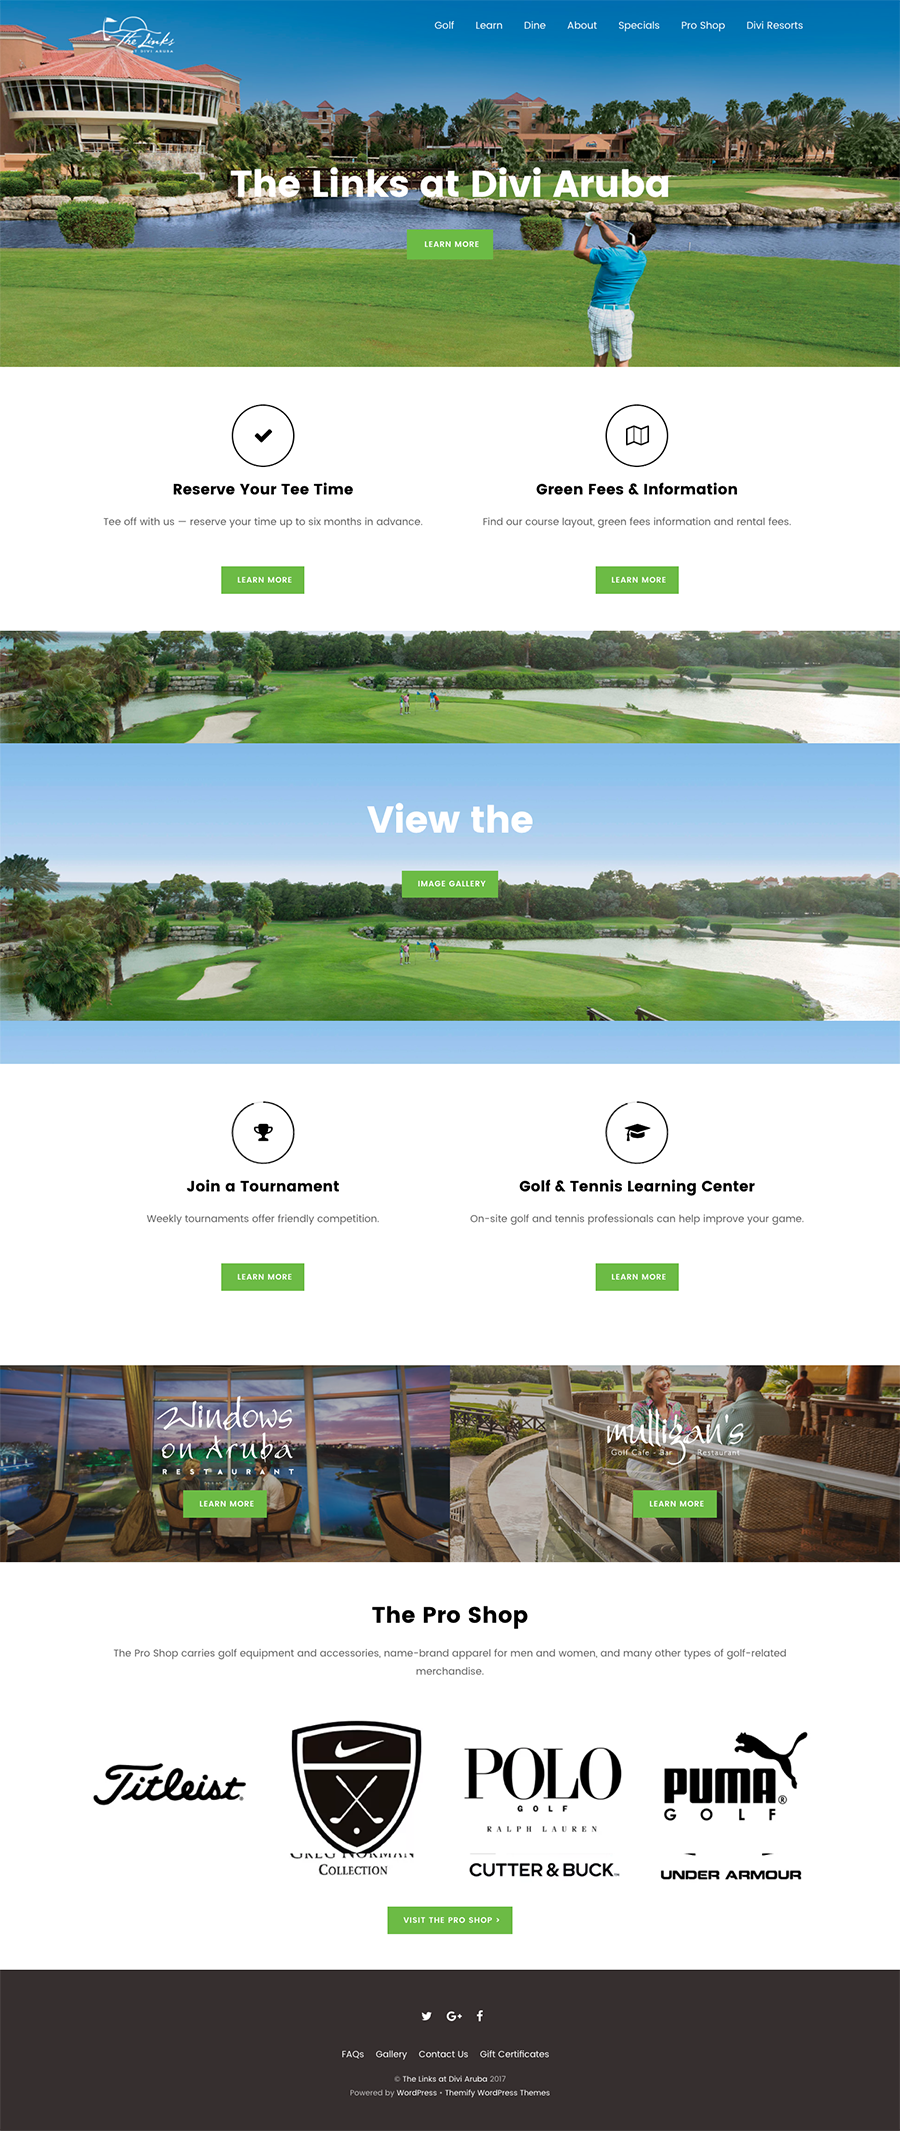 The Links
AT DIVI ARUBA
Golf Learn Dine About Specials Pro Shop Divi Resorts
The Links at Divi Aruba
LEARN MORE
Reserve Your Tee Time
Tee off with us — reserve your time up to six months in advance.
LEARN MORE
Green Fees & Information
Find our course layout, green fees information and rental fees.
LEARN MORE
View the
IMAGE GALLERY
Join a Tournament
Weekly tournaments offer friendly competition.
LEARN MORE
Golf & Tennis Learning Center
On-site golf and tennis professionals can help improve your game.
LEARN MORE
Windows
on Aruba
RESTAURANT
LEARN MORE
mulligan's
Golf Cafe - Bar - Restaurant
LEARN MORE
The Pro Shop
The Pro Shop carries golf equipment and accessories, name-brand apparel for men and women, and many other types of golf-related
merchandise.
Titleist
POLO
GOLF
RALPH LAUREN
PUMA®
GOLF
GREG NORMAN
COLLECTION
CUTTER & BUCK
UNDER ARMOUR
VISIT THE PRO SHOP >
G+ f
FAQs Gallery Contact Us Gift Certificates
© The Links at Divi Aruba 2017
Powered by WordPress • Themify WordPress Themes